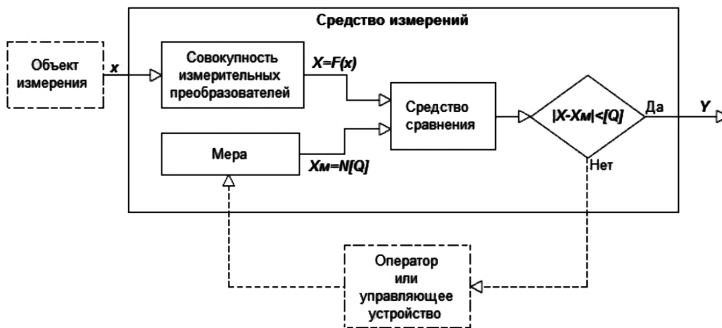 Средство измерений
Объект
измерения
x
Совокупность
измерительных
преобразователей
X=F(x)
Средство
сравнения
|X-Xм|<[Q]
Да
Y
Мера
Xм=N[Q]
Нет
Оператор
или
управляющее
устройство